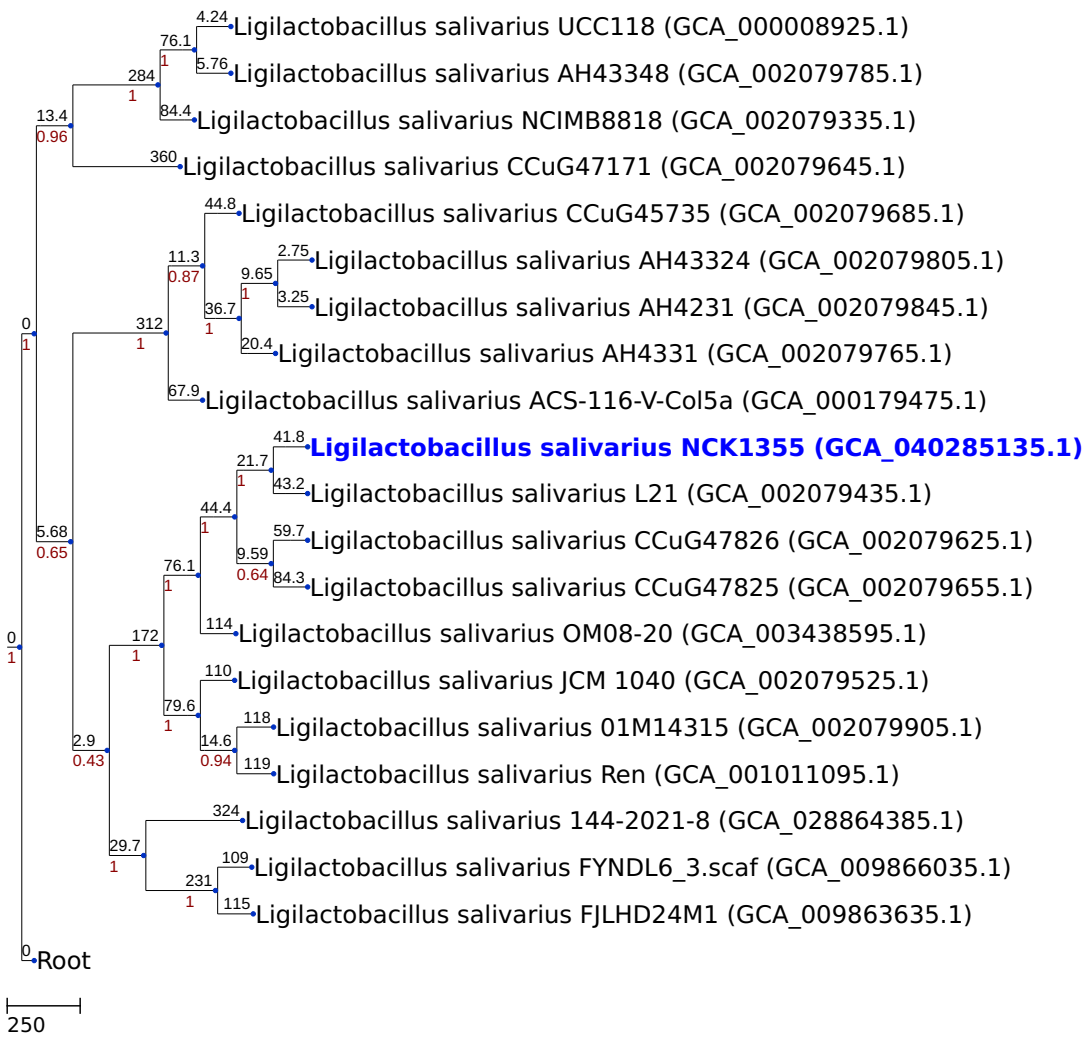 4.24
Ligilactobacillus salivarius UCC118 (GCA_000008925.1)
76.1
1
5.76
Ligilactobacillus salivarius AH43348 (GCA_002079785.1)
284
1
84.4
Ligilactobacillus salivarius NCIMB8818 (GCA_002079335.1)
13.4
0.96
360
Ligilactobacillus salivarius CCuG47171 (GCA_002079645.1)
44.8
Ligilactobacillus salivarius CCuG45735 (GCA_002079685.1)
11.3
0.87
2.75
Ligilactobacillus salivarius AH43324 (GCA_002079805.1)
9.65
1
3.25
Ligilactobacillus salivarius AH4231 (GCA_002079845.1)
36.7
1
0
1
312
1
20.4
Ligilactobacillus salivarius AH4331 (GCA_002079765.1)
67.9
Ligilactobacillus salivarius ACS-116-V-Col5a (GCA_000179475.1)
41.8
Ligilactobacillus salivarius NCK1355 (GCA_040285135.1)
21.7
1
43.2
Ligilactobacillus salivarius L21 (GCA_002079435.1)
44.4
1
59.7
Ligilactobacillus salivarius CCuG47826 (GCA_002079625.1)
5.68
0.65
9.59
0.64
84.3
Ligilactobacillus salivarius CCuG47825 (GCA_002079655.1)
76.1
1
114
Ligilactobacillus salivarius OM08-20 (GCA_003438595.1)
0
1
172
1
110
Ligilactobacillus salivarius JCM 1040 (GCA_002079525.1)
79.6
1
118
Ligilactobacillus salivarius 01M14315 (GCA_002079905.1)
2.9
0.43
14.6
0.94
119
Ligilactobacillus salivarius Ren (GCA_001011095.1)
324
Ligilactobacillus salivarius 144-2021-8 (GCA_028864385.1)
29.7
1
109
Ligilactobacillus salivarius FYNDL6_3.scaf (GCA_009866035.1)
231
1
115
Ligilactobacillus salivarius FJLHD24M1 (GCA_009863635.1)
0
Root
250